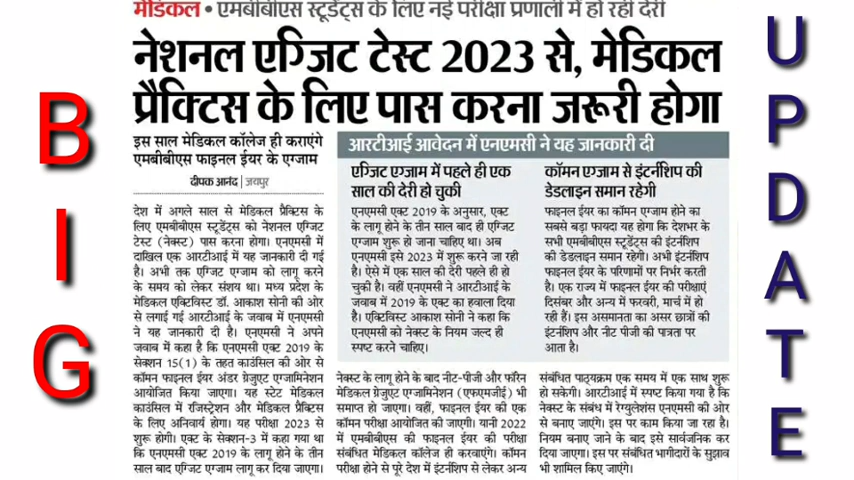 मेडिकल • एमबीबीएस स्टूडेंट्स के लिए नई परीक्षा प्रणाली में हो रही देरी
नेशनल एग्जिट टेस्ट 2023 से, मेडिकल
प्रैक्टिस के लिए पास करना जरूरी होगा
BIG
UPDATE
इस साल मेडिकल कॉलेज ही कराएंगे
एमबीबीएस फाइनल ईयर के एग्जाम
दीपक आनंद | जयपुर
देश में अगले साल से मेडिकल प्रैक्टिस के
लिए एमबीबीएस स्टूडेंट्स को नेशनल एग्जिट
टेस्ट (नेक्स्ट) पास करना होगा। एनएमसी में
दाखिल एक आरटीआई में यह जानकारी दी गई
है। अभी तक एग्जिट एग्जाम को लागू करने
के समय को लेकर संशय था। मध्य प्रदेश के
मेडिकल एक्टिविस्ट डॉ. आकाश सोनी की ओर
से लगाई गई आरटीआई के जवाब में एनएमसी
ने यह जानकारी दी है। एनएमसी ने अपने
जवाब में कहा है कि एनएमसी एक्ट 2019 के
सेक्शन 15(1) के तहत काउंसिल की ओर से
कॉमन फाइनल ईयर अंडर ग्रेजुएट एग्जामिनेशन
आयोजित किया जाएगा। यह स्टेट मेडिकल
काउंसिल में रजिस्ट्रेशन और मेडिकल प्रैक्टिस
के लिए अनिवार्य होगा। यह परीक्षा 2023 से
शुरू होगी। एक्ट के सेक्शन-3 में कहा गया था
कि एनएमसी एक्ट 2019 के लागू होने के तीन
साल बाद एग्जिट एग्जाम लागू कर दिया जाएगा।
आरटीआई आवेदन में एनएमसी ने यह जानकारी दी
एग्जिट एग्जाम में पहले ही एक
साल की देरी हो चुकी
एनएमसी एक्ट 2019 के अनुसार, एक्ट
के लागू होने के तीन साल बाद ही एग्जिट
एग्जाम शुरू हो जाना चाहिए था। अब
एनएमसी इसे 2023 में शुरू करने जा रही
है। ऐसे में एक साल की देरी पहले ही हो
चुकी है। वहीं एनएमसी ने आरटीआई के
जवाब में 2019 के एक्ट का हवाला दिया
है। एक्टिविस्ट आकाश सोनी ने कहा कि
एनएमसी को नेक्स्ट के नियम जल्द ही
स्पष्ट करने चाहिए।
कॉमन एग्जाम से इंटर्नशिप की
डेडलाइन समान रहेगी
फाइनल ईयर का कॉमन एग्जाम होने का
सबसे बड़ा फायदा यह होगा कि देशभर के
सभी एमबीबीएस स्टूडेंट्स की इंटर्नशिप
की डेडलाइन समान रहेगी। अभी इंटर्नशिप
फाइनल ईयर के परिणामों पर निर्भर करती
है। एक राज्य में फाइनल ईयर की परीक्षाएं
दिसंबर और अन्य में फरवरी, मार्च में हो
रही हैं। इस असमानता का असर छात्रों की
इंटर्नशिप और नीट पीजी की पात्रता पर
आता है।
नेक्स्ट के लागू होने के बाद नीट-पीजी और फॉरेन
मेडिकल ग्रेजुएट एग्जामिनेशन (एफएमजीई) भी
समाप्त हो जाएगा। वहीं, फाइनल ईयर की एक
कॉमन परीक्षा आयोजित की जाएगी। यानी 2022
में एमबीबीएस की फाइनल ईयर की परीक्षा
संबंधित मेडिकल कॉलेज ही करवाएंगे। कॉमन
परीक्षा होने से पूरे देश में इंटर्नशिप से लेकर अन्य
संबंधित पाठ्यक्रम एक समय में एक साथ शुरू
हो सकेगी। आरटीआई में स्पष्ट किया गया है कि
नेक्स्ट के संबंध में रेग्युलेशंस एनएमसी की ओर
से बनाए जाएंगे। इस पर काम किया जा रहा है।
नियम बनाए जाने के बाद इसे सार्वजनिक कर
दिया जाएगा। इस पर संबंधित भागीदारों के सुझाव
भी शामिल किए जाएंगे।